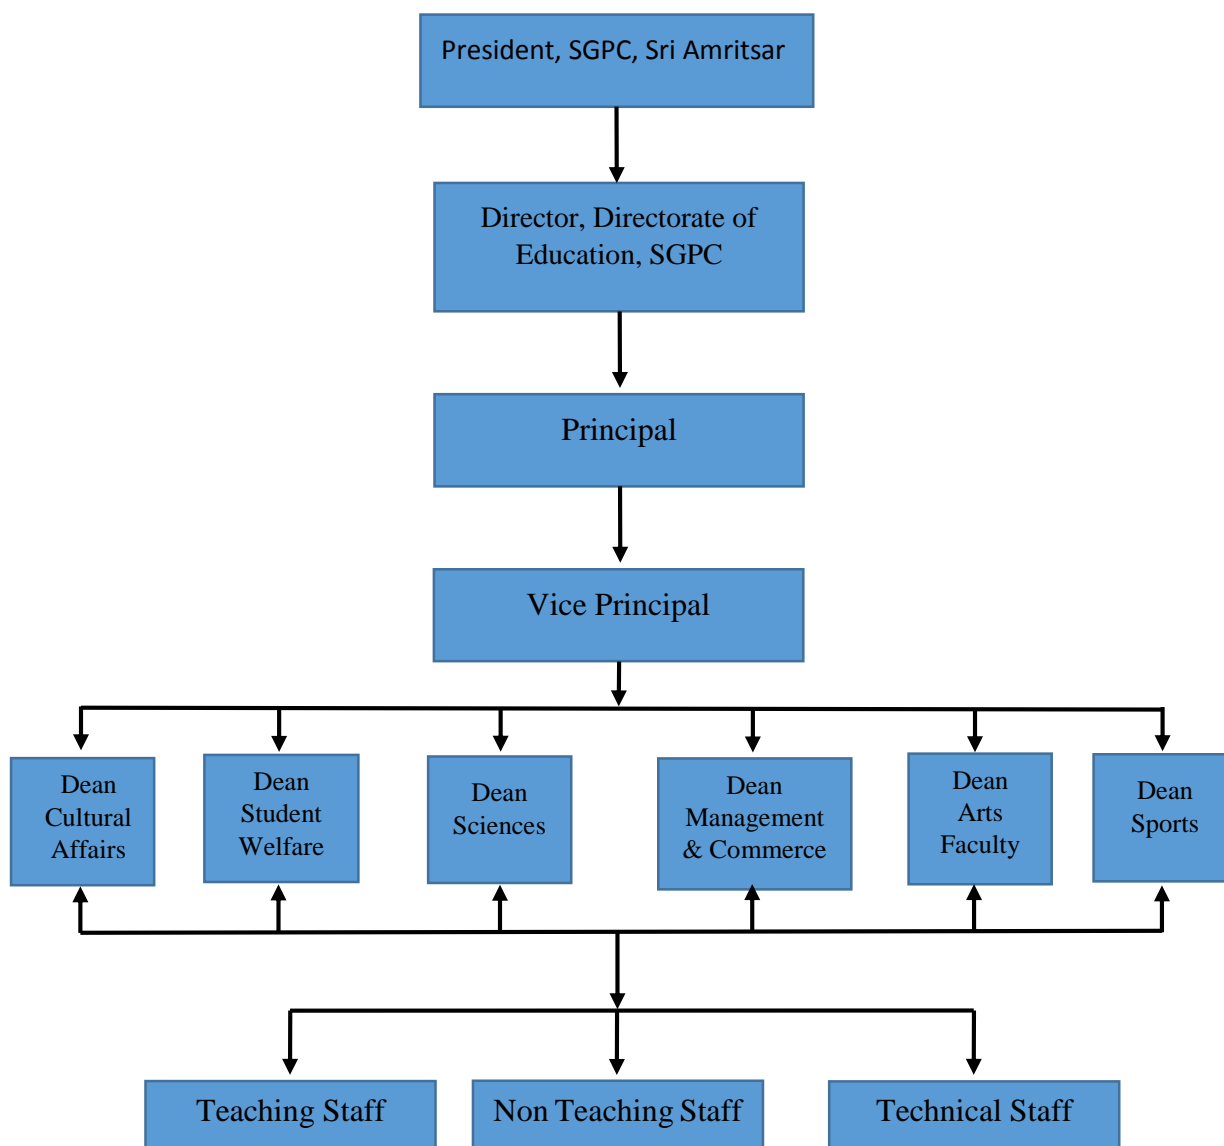 President, SGPC, Sri Amritsar
Director, Directorate of
Education, SGPC
Principal
Vice Principal
Dean
Cultural
Affairs
Dean
Student
Welfare
Dean
Sciences
Dean
Management
& Commerce
Dean
Arts
Faculty
Dean
Sports
Teaching Staff
Non Teaching Staff
Technical Staff